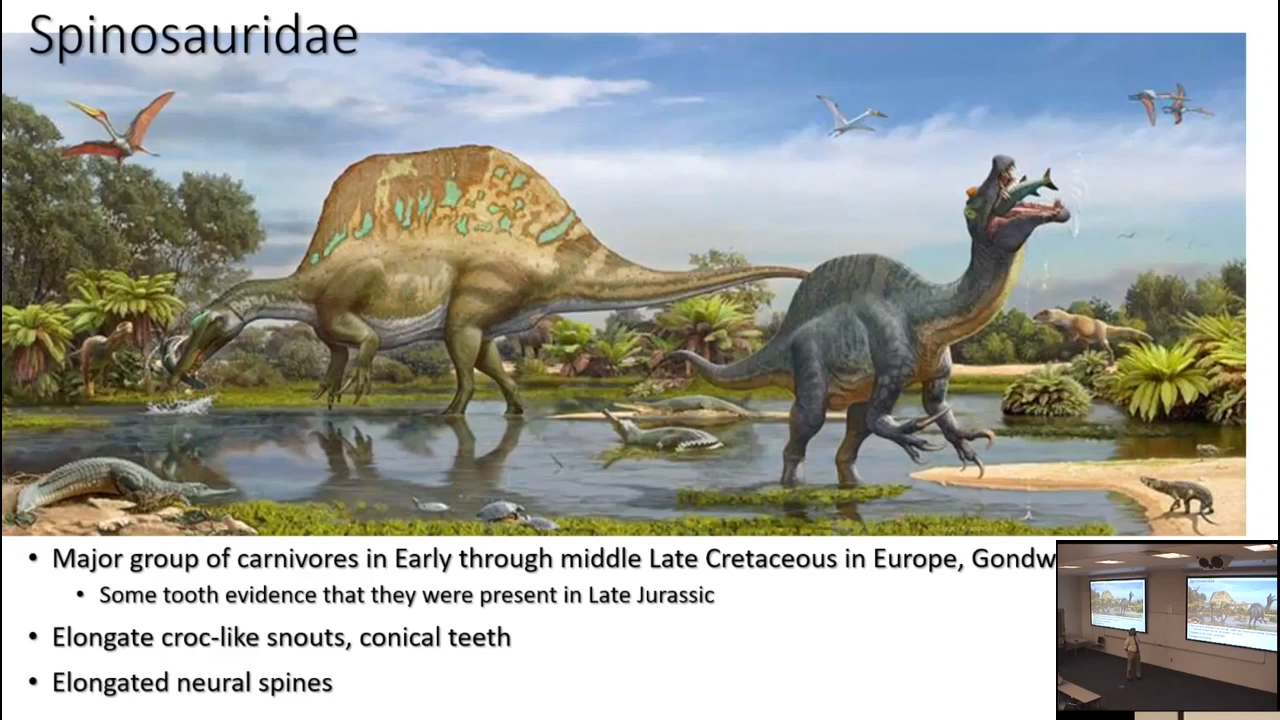 Spinosauridae
• Major group of carnivores in Early through middle Late Cretaceous in Europe, Gondw
• Some tooth evidence that they were present in Late Jurassic
• Elongate croc-like snouts, conical teeth
• Elongated neural spines